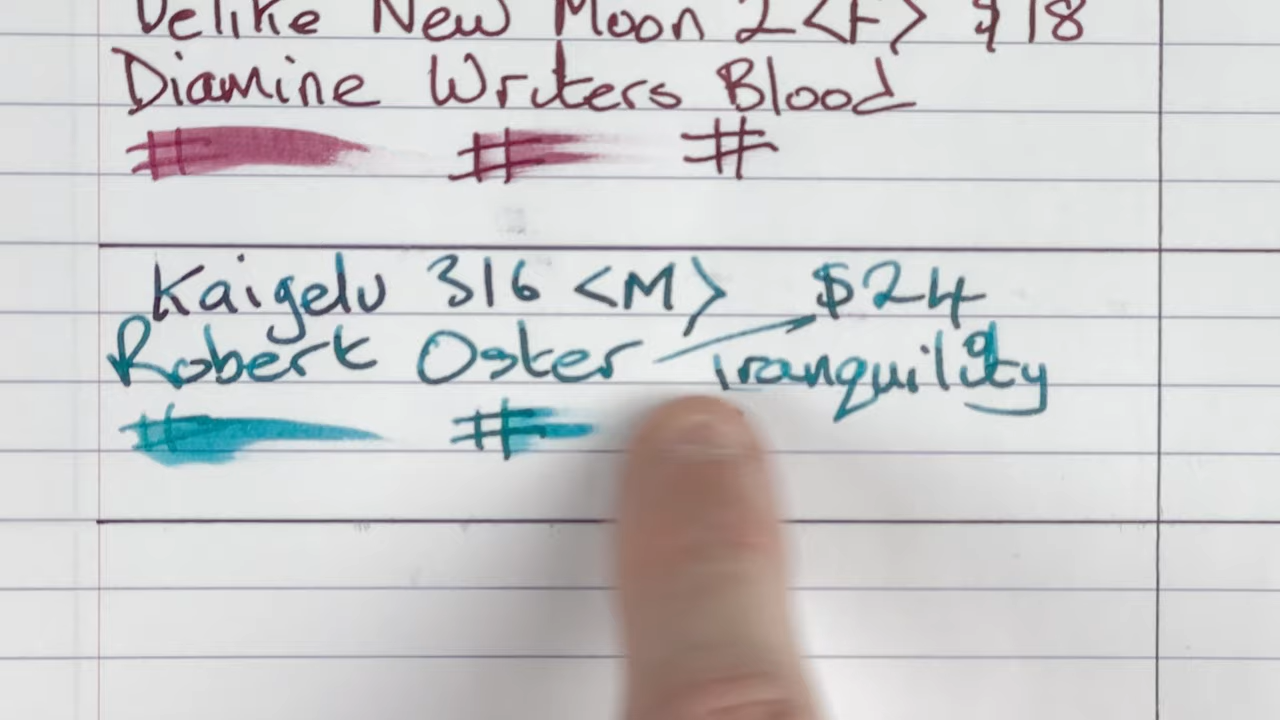 Delike New Moon 2 <F> $18
Diamine Writers Blood
# # #
Kaigelu 316 <M> $24
Robert Oster Tranquility
# #